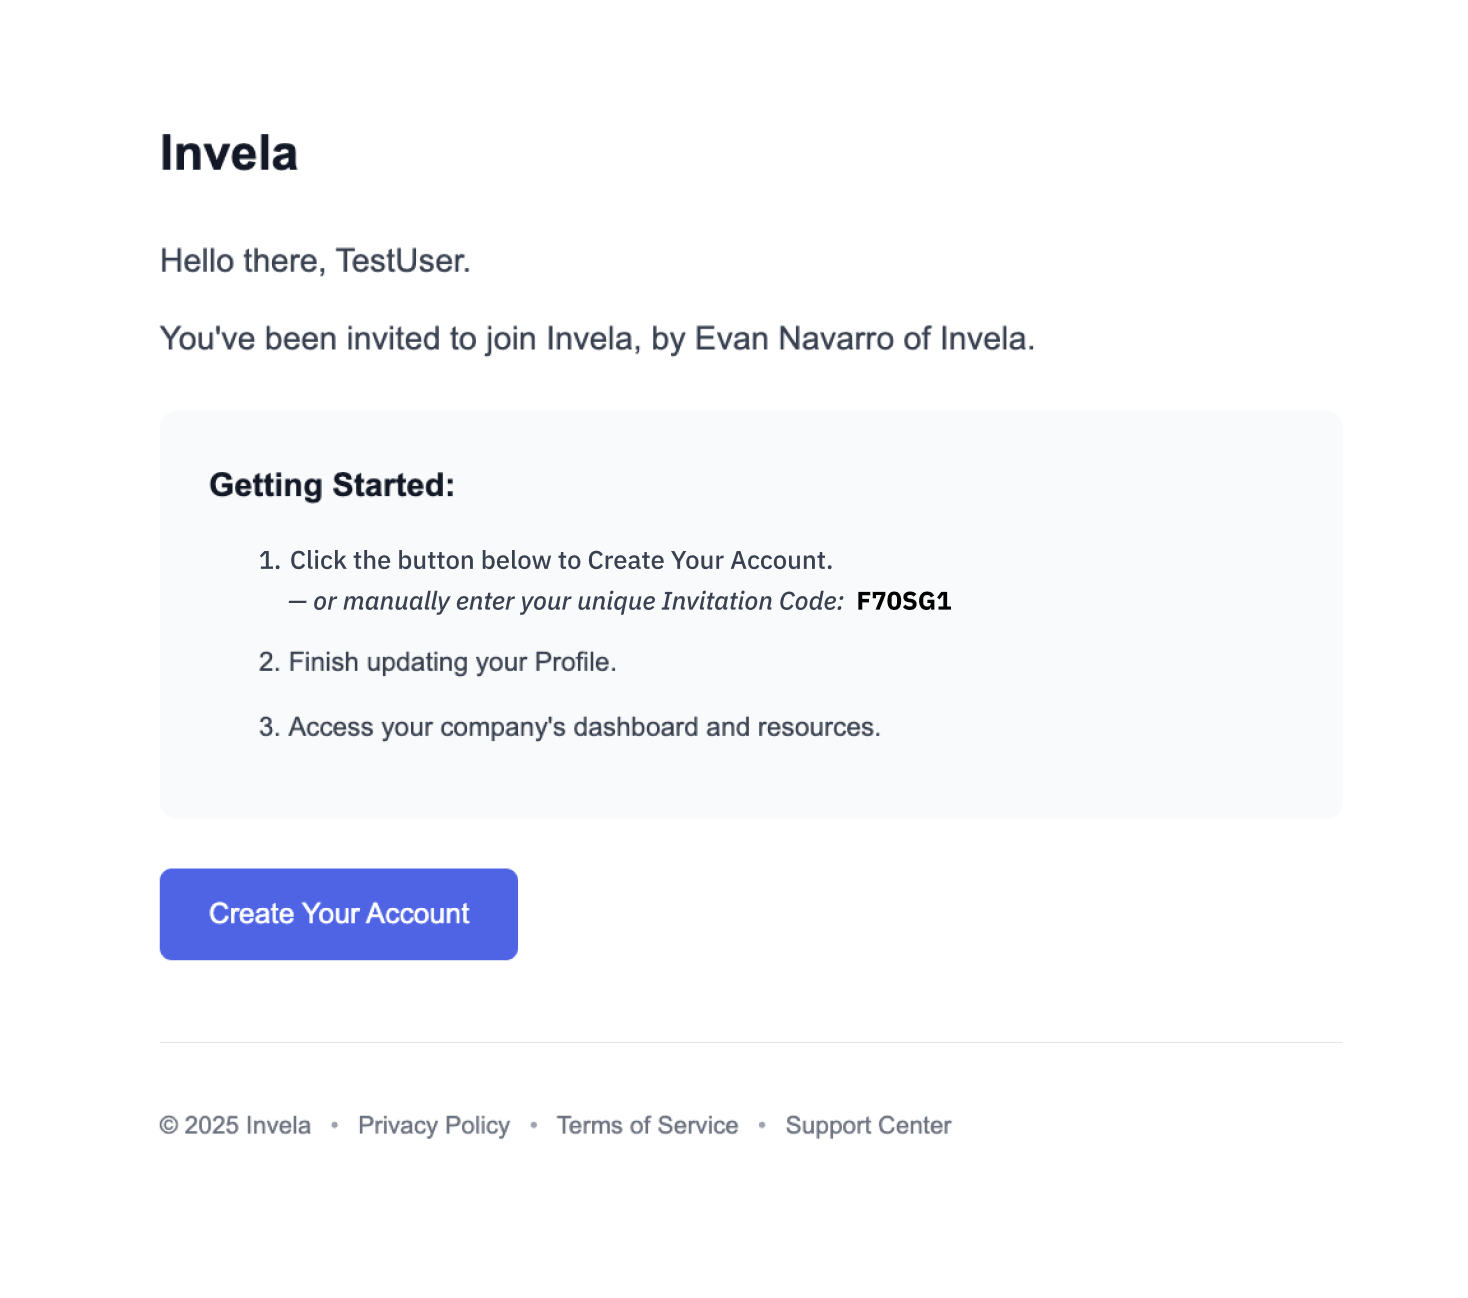 Invela
Hello there, TestUser.
You've been invited to join Invela, by Evan Navarro of Invela.
Getting Started:
1. Click the button below to Create Your Account.
— or manually enter your unique Invitation Code: F70SG1
2. Finish updating your Profile.
3. Access your company's dashboard and resources.
Create Your Account
© 2025 Invela • Privacy Policy • Terms of Service • Support Center